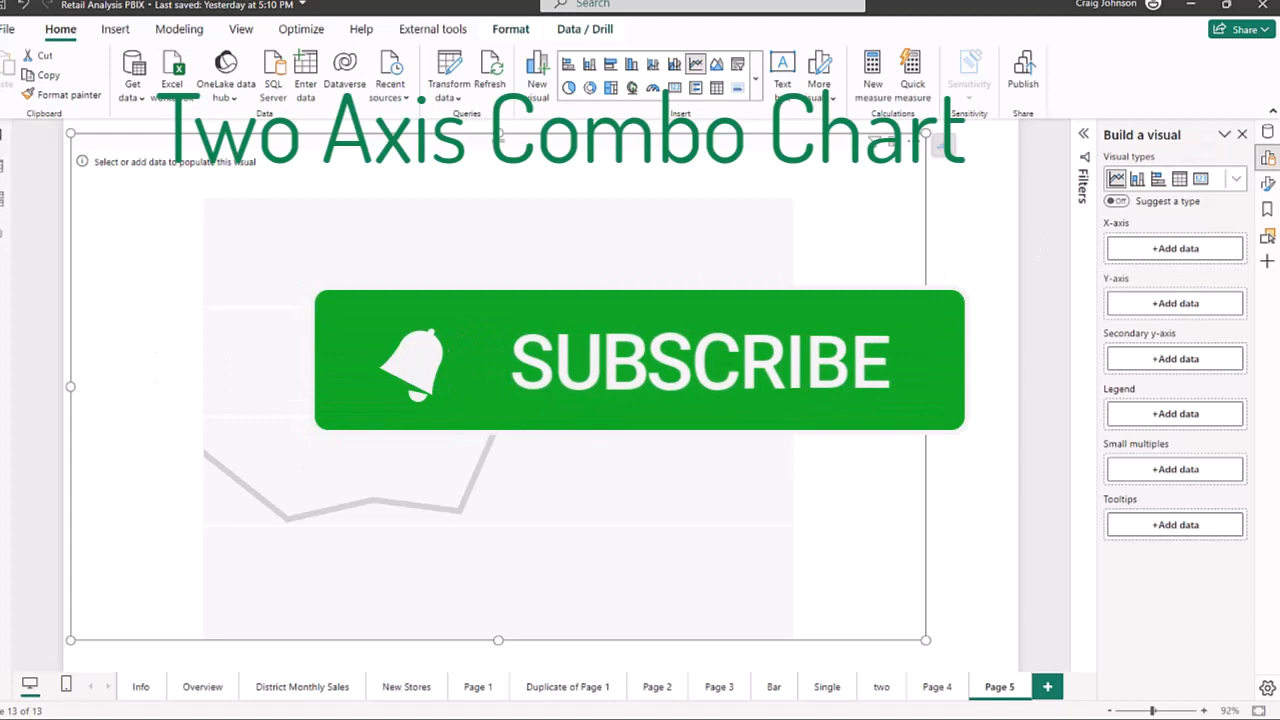 Retail Analysis PBIX • Last saved: Yesterday at 5:10 PM
Search
Craig Johnson
File
Home
Insert
Modeling
View
Optimize
Help
External tools
Format
Data / Drill
Share
Cut
Copy
Format painter
Clipboard
Get data
Excel
OneLake data hub
SQL Server
Enter data
Dataverse
Recent sources
Data
Transform data
Refresh
Queries
New visual
Text
More
Insert
New measure
Quick measure
Calculations
Sensitivity
Sensitivity
Publish
Share
Two Axis Combo Chart
Select or add data to populate this visual
SUBSCRIBE
Filters
Build a visual
Visual types
Off
Suggest a type
X-axis
+Add data
Y-axis
+Add data
Secondary y-axis
+Add data
Legend
+Add data
Small multiples
+Add data
Tooltips
+Add data
Info
Overview
District Monthly Sales
New Stores
Page 1
Duplicate of Page 1
Page 2
Page 3
Bar
Single
two
Page 4
Page 5
13 of 13
92%